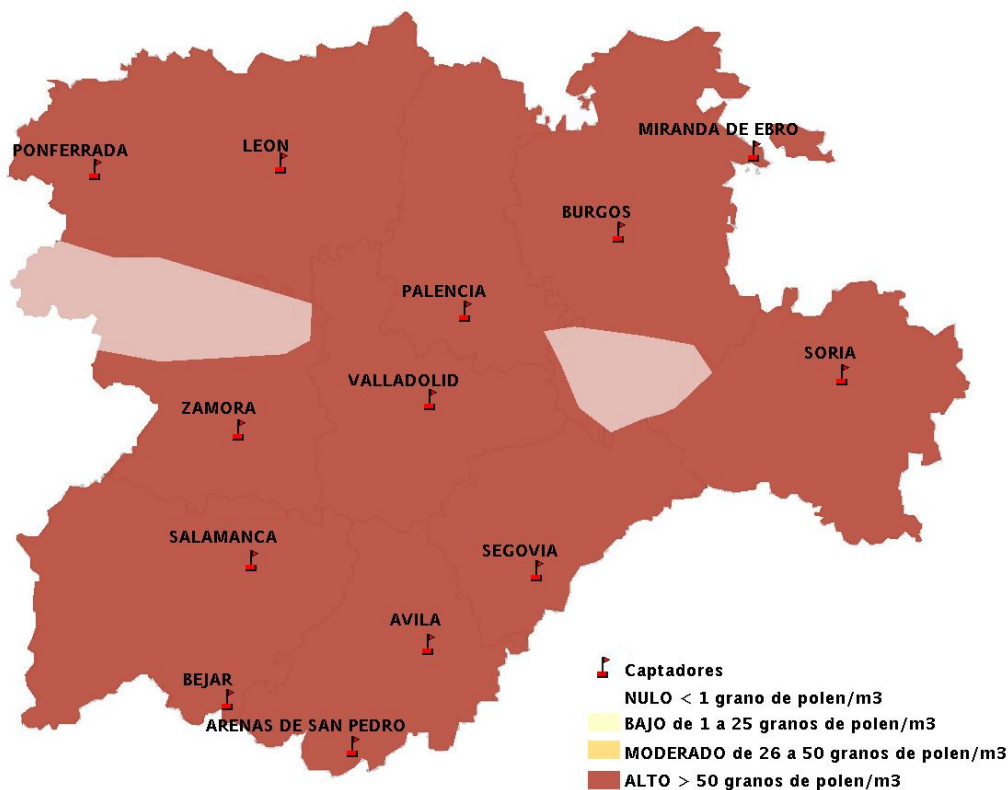 MIRANDA DE EBRO
PONFERRADA
LEON
BURGOS
PALENCIA
SORIA
VALLADOLID
ZAMORA
SALAMANCA
SEGOVIA
AVILA
BEJAR
ARENAS DE SAN PEDRO
Captadores
NULO < 1 grano de polen/m3
BAJO de 1 a 25 granos de polen/m3
MODERADO de 26 a 50 granos de polen/m3
ALTO > 50 granos de polen/m3